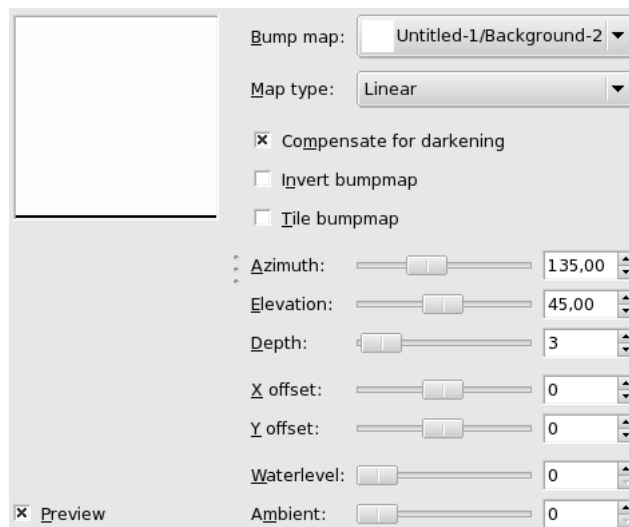 Bump map: Untitled-1/Background-2
Map type: Linear
Compensate for darkening
Invert bumpmap
Tile bumpmap
Azimuth: 135,00
Elevation: 45,00
Depth: 3
X offset: 0
Y offset: 0
Waterlevel: 0
Preview
Ambient: 0